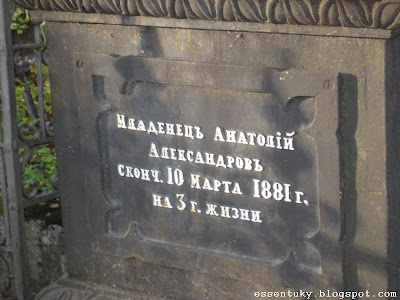 Младенецъ Анатолій
Александровъ
сконч. 10 Марта 1881 г.
на 3 г. жизни
essentuky.blogspot.com